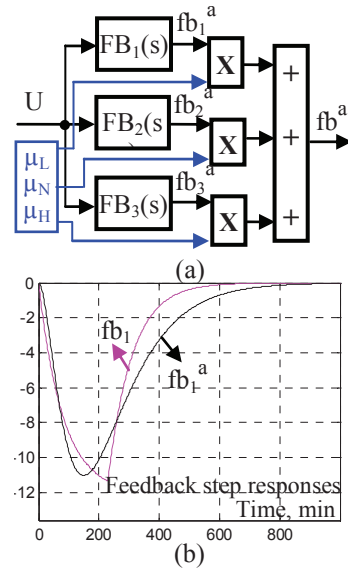 fb₁ᵃ
FB₁(s)
X
+
U
fb₂ᵃ
FB₂(s
X
+
fbᵃ
μL
μN
μH
fb₃ᵃ
FB₃(s)
X
+
(a)
0
-2
-4
-6
-8
-10
-12
fb₁
fb₁ᵃ
Feedback step responses
Time, min
0 200 400 600 800
(b)